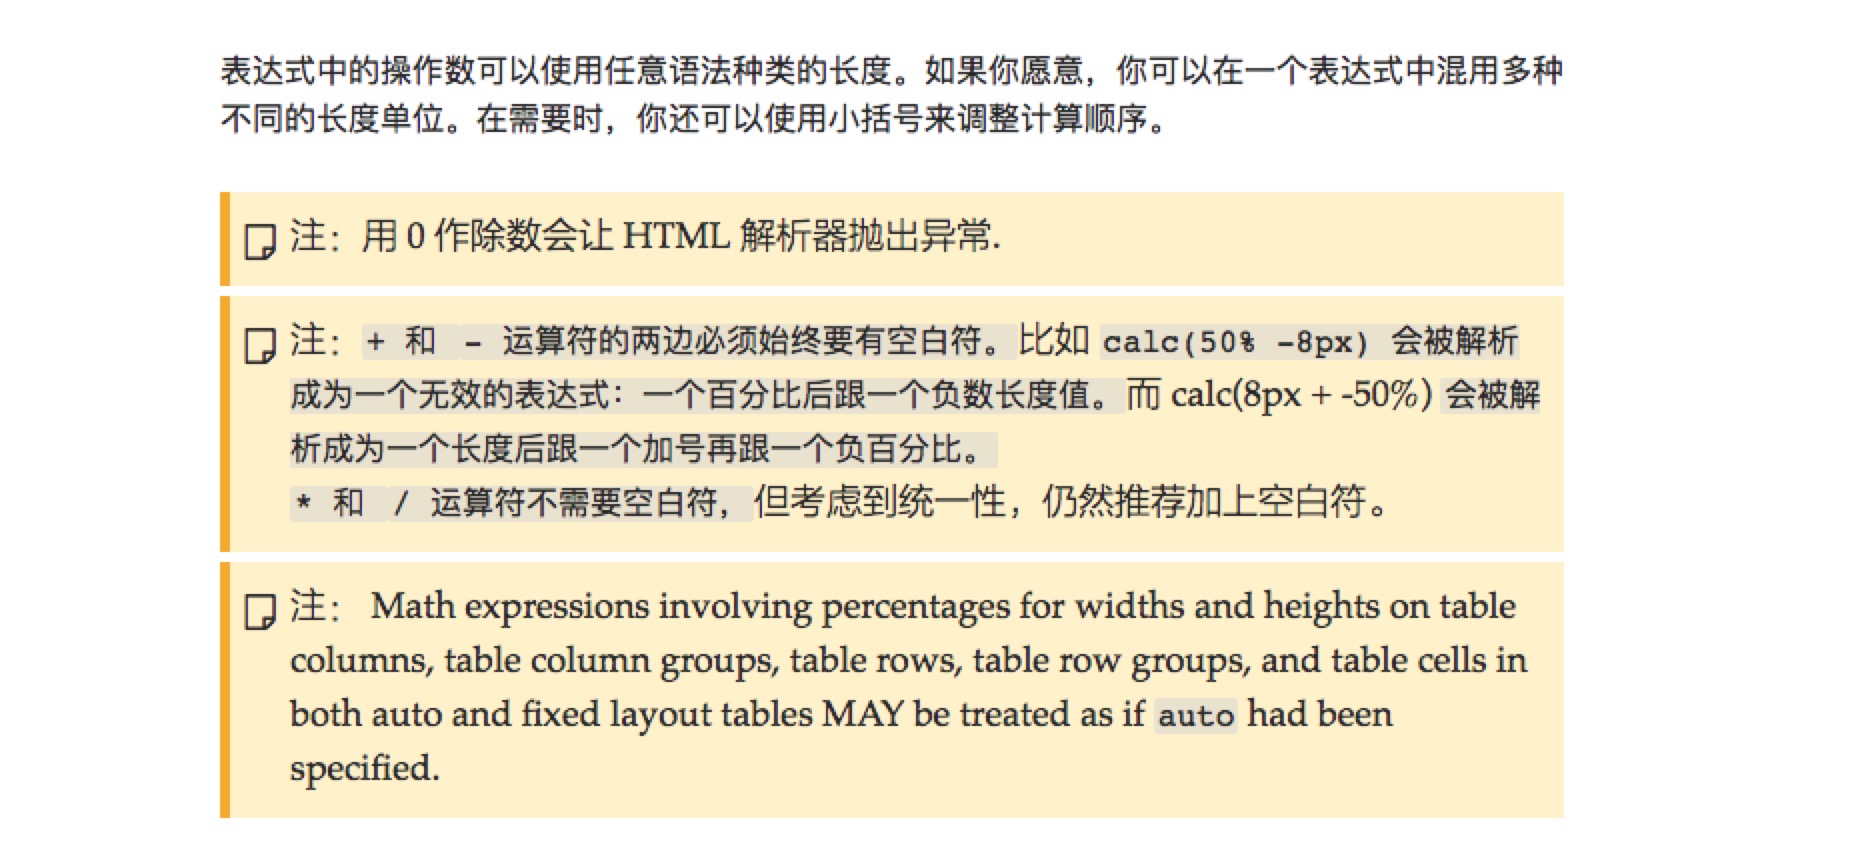 表达式中的操作数可以使用任意语法种类的长度。如果你愿意，你可以在一个表达式中混用多种
不同的长度单位。在需要时，你还可以使用小括号来调整计算顺序。
注：用 0 作除数会让 HTML 解析器抛出异常.
注：+ 和 - 运算符的两边必须始终要有空白符。比如 calc(50% -8px) 会被解析
成为一个无效的表达式：一个百分比后跟一个负数长度值。而 calc(8px + -50%) 会被解
析成为一个长度后跟一个加号再跟一个负百分比。
* 和 / 运算符不需要空白符，但考虑到统一性，仍然推荐加上空白符。
注： Math expressions involving percentages for widths and heights on table
columns, table column groups, table rows, table row groups, and table cells in
both auto and fixed layout tables MAY be treated as if auto had been
specified.